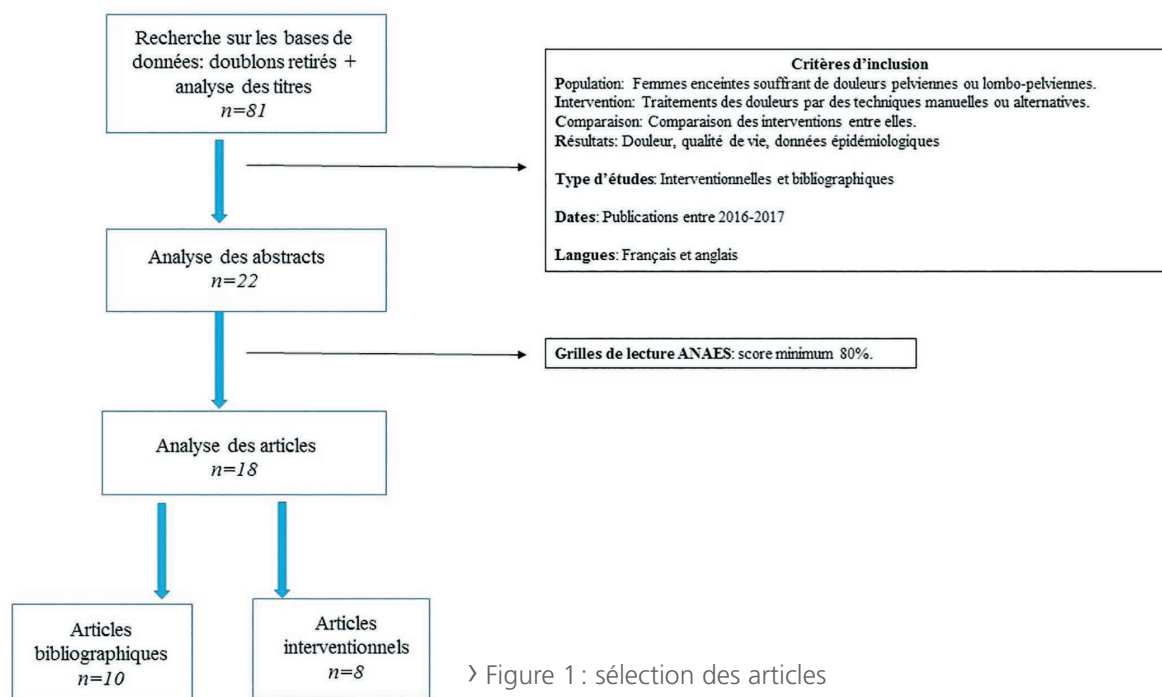 Recherche sur les bases de
données: doublons retirés +
analyse des titres
n=81
Critères d'inclusion
Population: Femmes enceintes souffrant de douleurs pelviennes ou lombo-pelviennes.
Intervention: Traitements des douleurs par des techniques manuelles ou alternatives.
Comparaison: Comparaison des interventions entre elles.
Résultats: Douleur, qualité de vie, données épidémiologiques
Type d'études: Interventionnelles et bibliographiques
Dates: Publications entre 2016-2017
Langues: Français et anglais
Analyse des abstracts
n=22
Grilles de lecture ANAES: score minimum 80%.
Analyse des articles
n=18
Articles
bibliographiques
n=10
Articles
interventionnels
n=8
› Figure 1 : sélection des articles